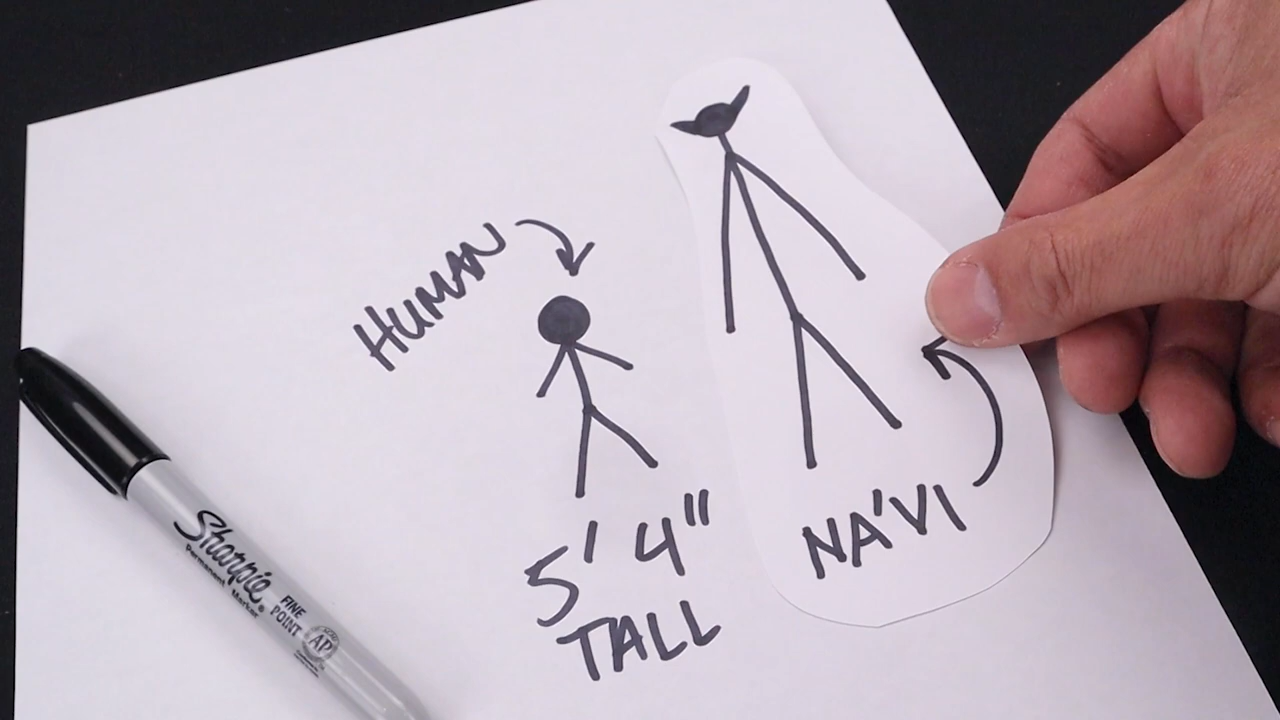 HUMAN
5' 4"
TALL
NA'VI
Sharpie®
Permanent Marker
FINE
POINT
AP